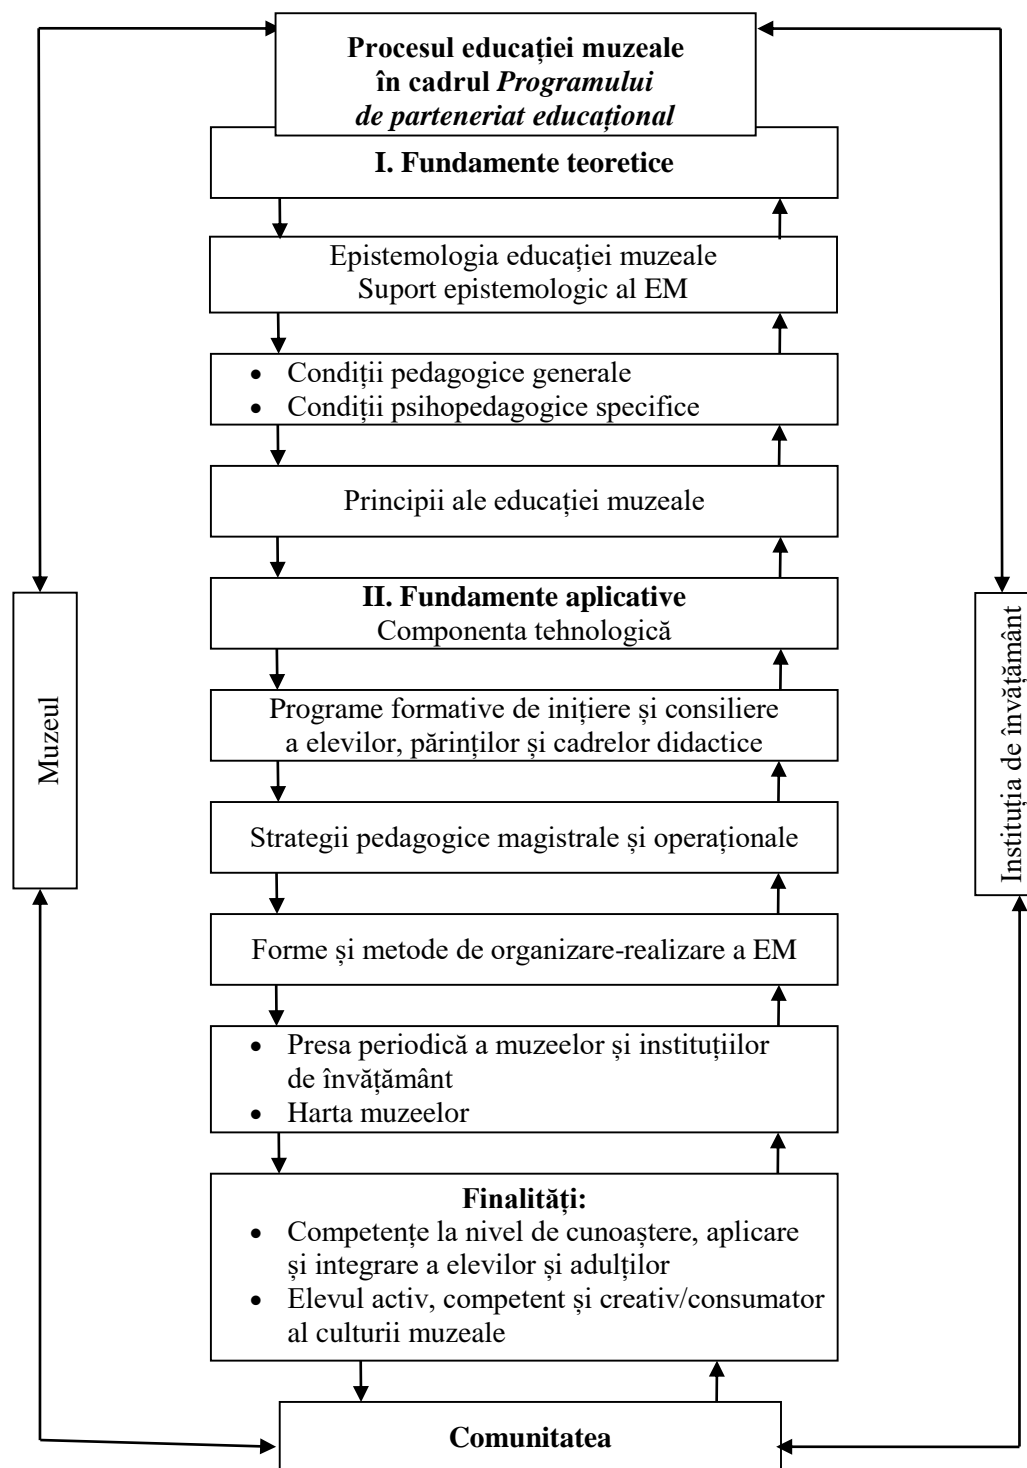 Procesul educației muzeale
în cadrul Programului
de parteneriat educațional
I. Fundamente teoretice
Epistemologia educației muzeale
Suport epistemologic al EM
• Condiții pedagogice generale
• Condiții psihopedagogice specifice
Principii ale educației muzeale
II. Fundamente aplicative
Componenta tehnologică
Muzeul
Instituția de învățământ
Programe formative de inițiere și consiliere
a elevilor, părinților și cadrelor didactice
Strategii pedagogice magistrale și operaționale
Forme și metode de organizare-realizare a EM
• Presa periodică a muzeelor și instituțiilor
de învățământ
• Harta muzeelor
Finalități:
• Competențe la nivel de cunoaștere, aplicare
și integrare a elevilor și adulților
• Elevul activ, competent și creativ/consumator
al culturii muzeale
Comunitatea